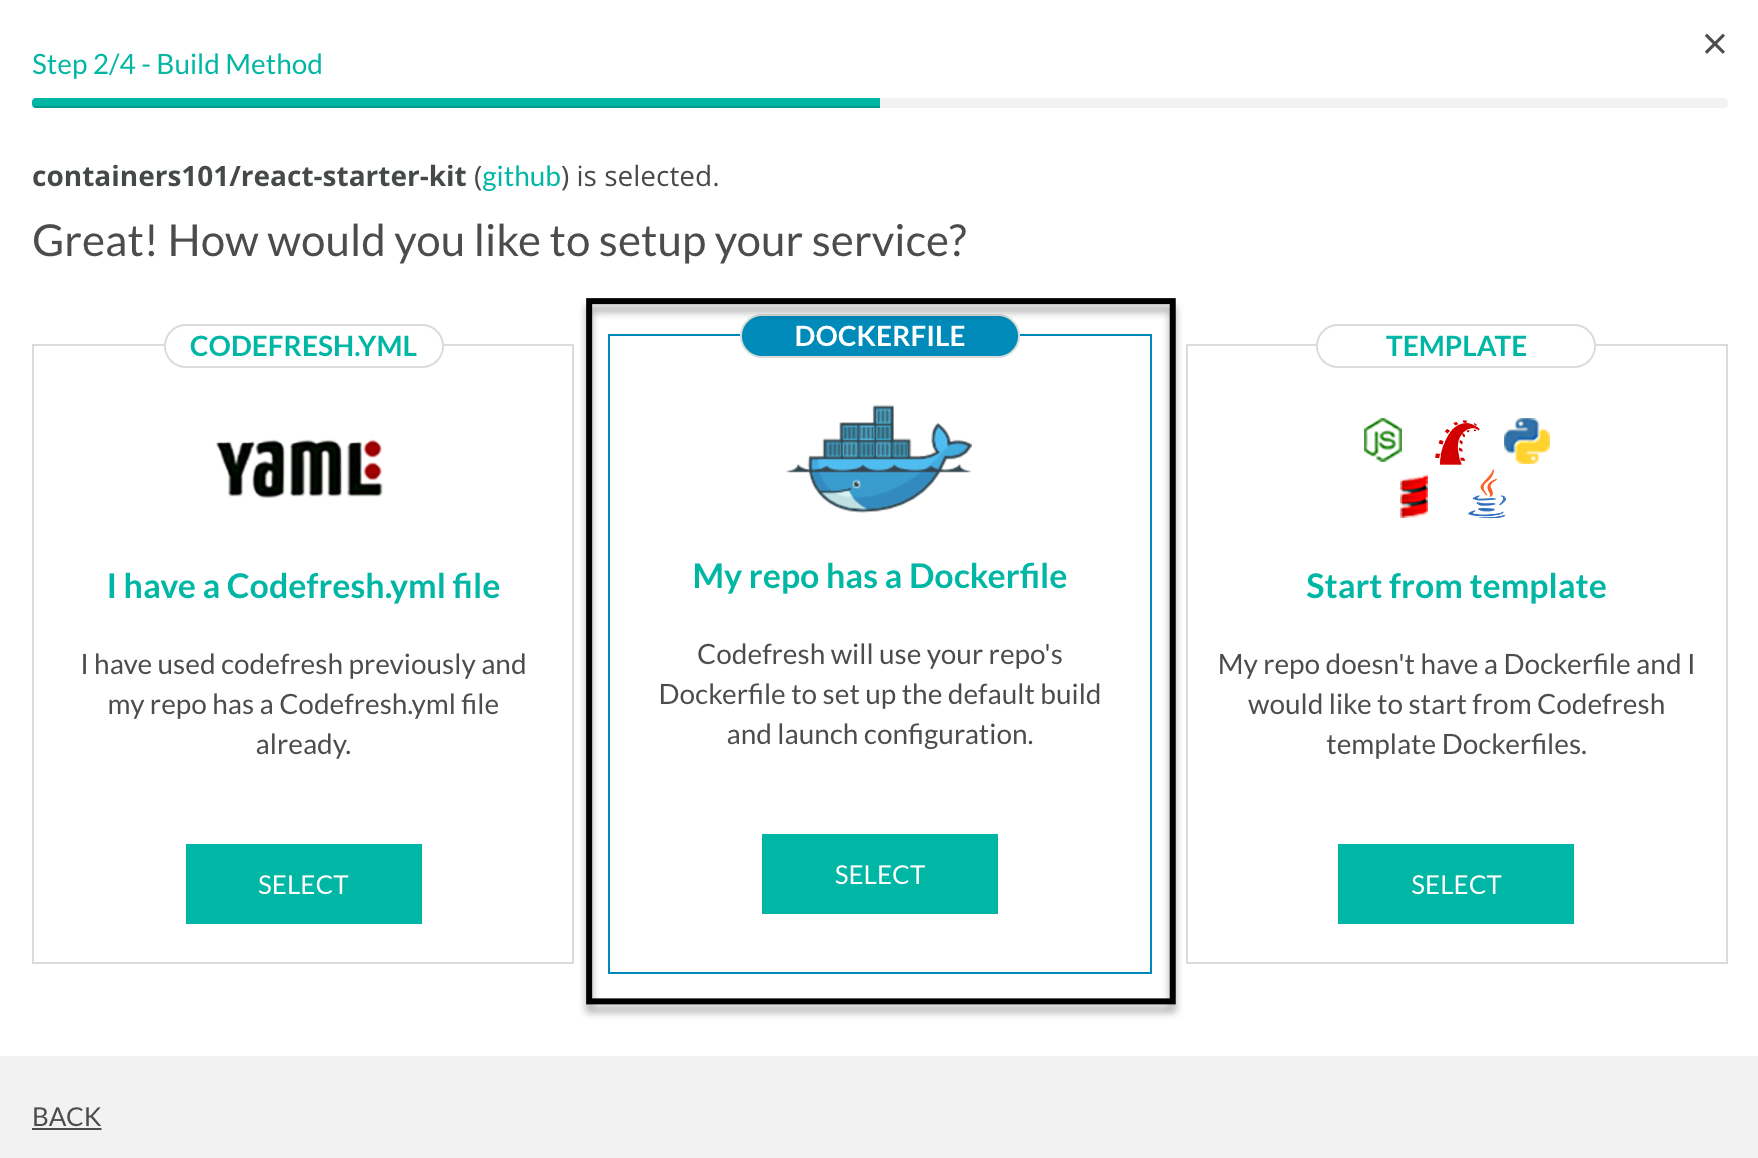 Step 2/4 - Build Method
containers101/react-starter-kit (github) is selected.
Great! How would you like to setup your service?
CODEFRESH.YML
YAML
I have a Codefresh.yml file
I have used codefresh previously and
my repo has a Codefresh.yml file
already.
SELECT
DOCKERFILE
My repo has a Dockerfile
Codefresh will use your repo's
Dockerfile to set up the default build
and launch configuration.
SELECT
TEMPLATE
JS
Start from template
My repo doesn't have a Dockerfile and I
would like to start from Codefresh
template Dockerfiles.
SELECT
BACK